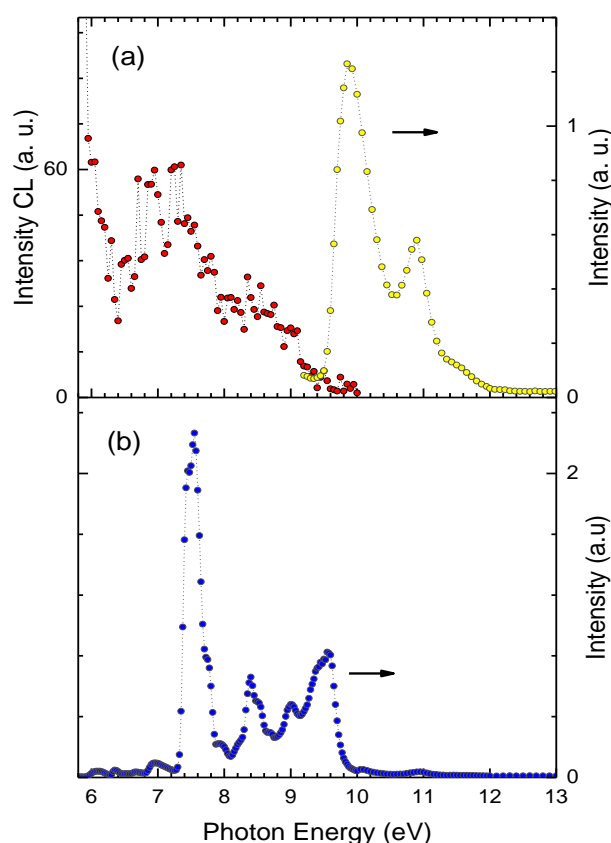 (a)
Intensity CL (a. u.)
60
0
1
0
Intensity (a. u.)
(b)
2
0
Intensity (a.u)
6 7 8 9 10 11 12 13
Photon Energy (eV)